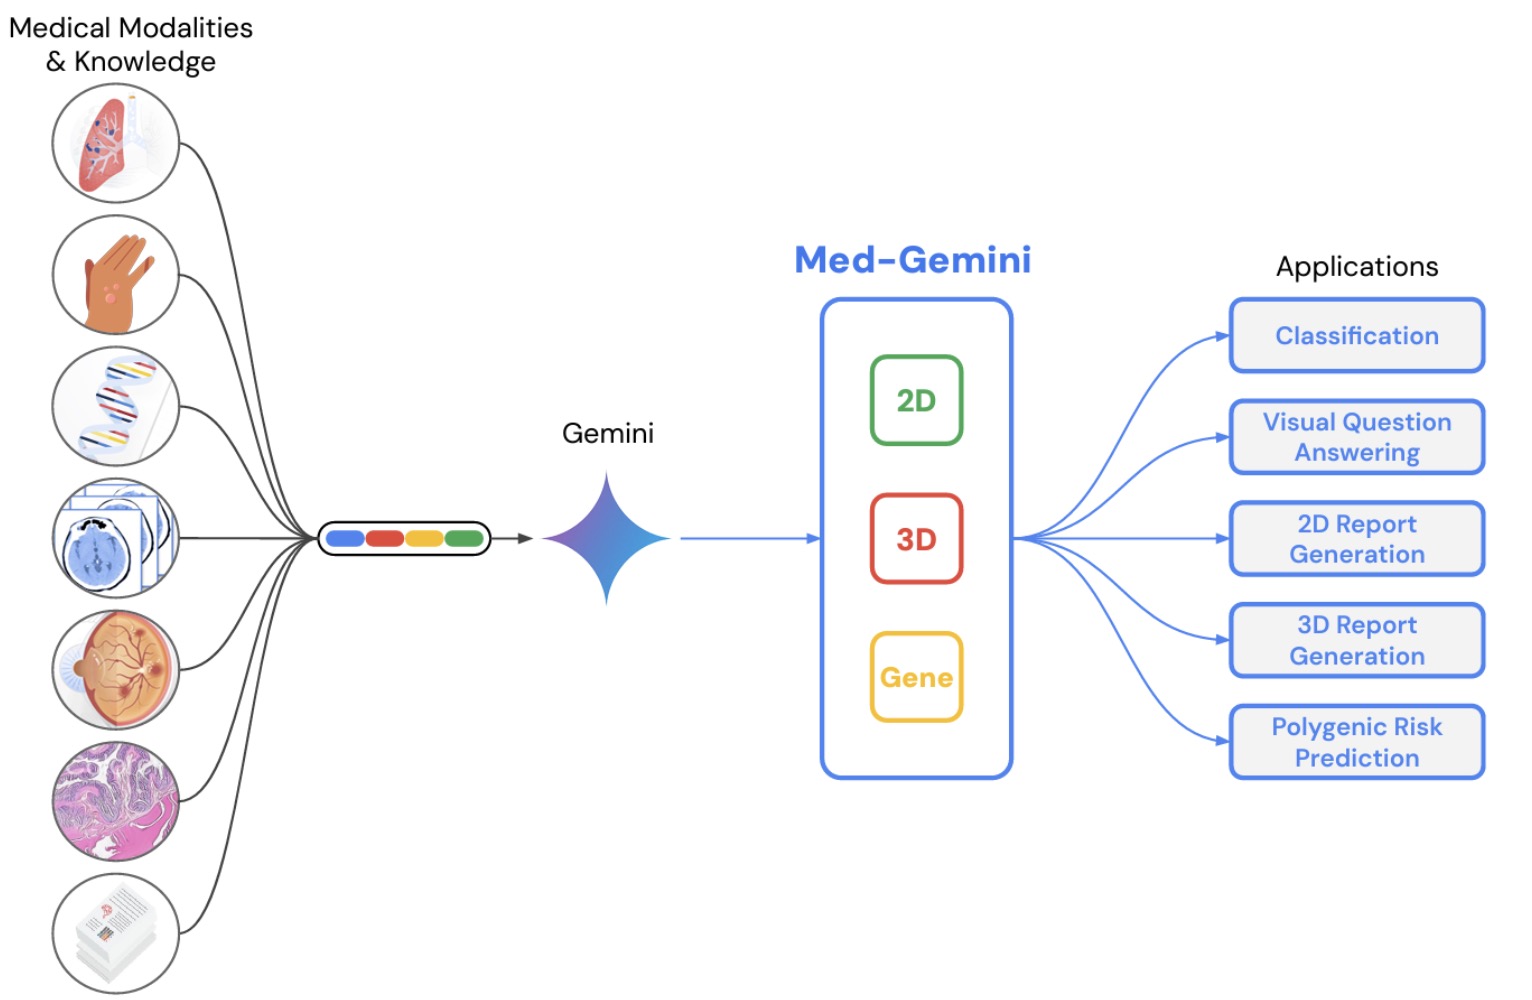 Medical Modalities
& Knowledge
Gemini
Med-Gemini
2D
3D
Gene
Applications
Classification
Visual Question
Answering
2D Report
Generation
3D Report
Generation
Polygenic Risk
Prediction